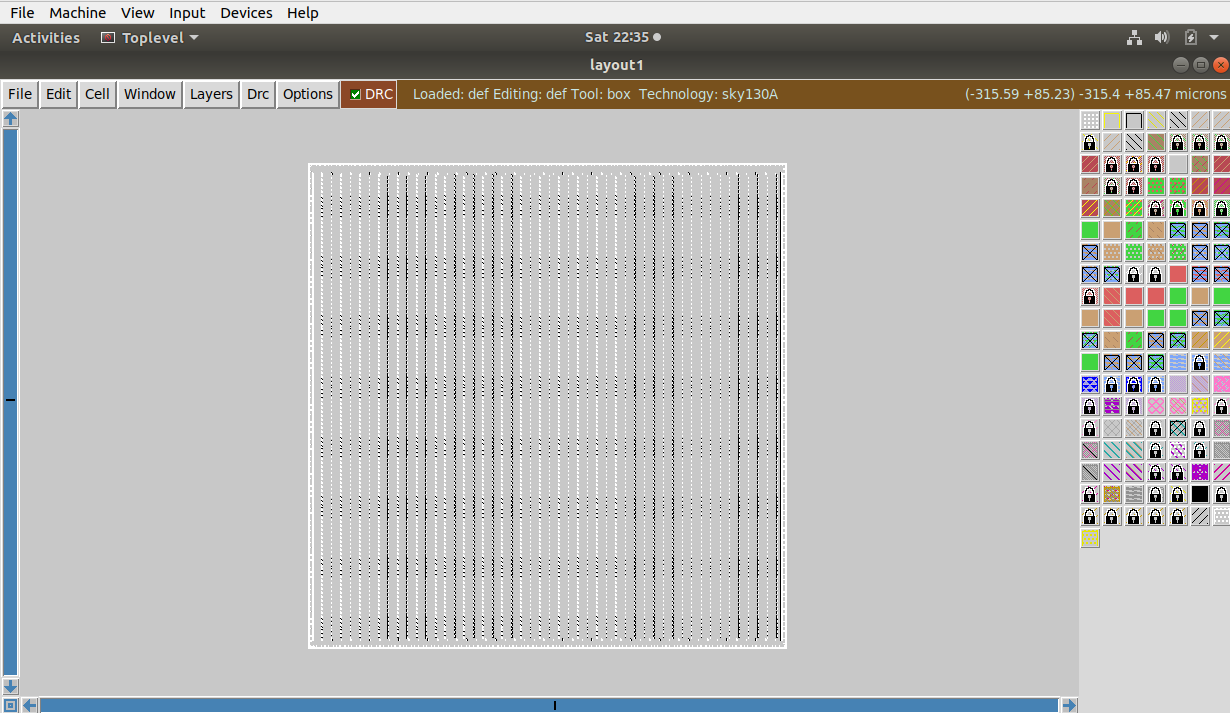 File Machine View Input Devices Help
Activities Toplevel Sat 22:35
layout1
File Edit Cell Window Layers Drc Options DRC Loaded: def Editing: def Tool: box Technology: sky130A (-315.59 +85.23) -315.4 +85.47 microns